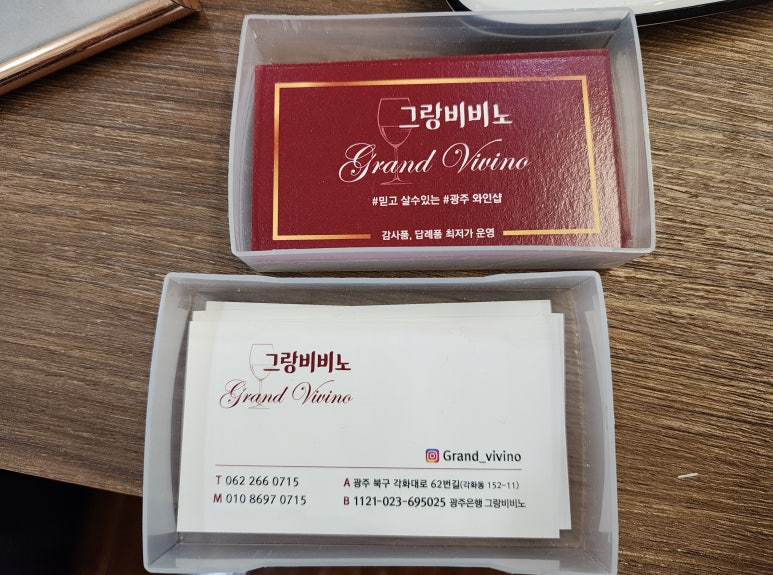 그랑비비노
Grand Vivino
#믿고 살수있는 #광주 와인샵
감사품, 답례품 최저가 운영
그랑비비노
Grand Vivino
Grand_vivino
T 062 266 0715
M 010 8697 0715
A 광주 북구 각화대로 62번길(각화동 152-11)
B 1121-023-695025 광주은행 그랑비비노